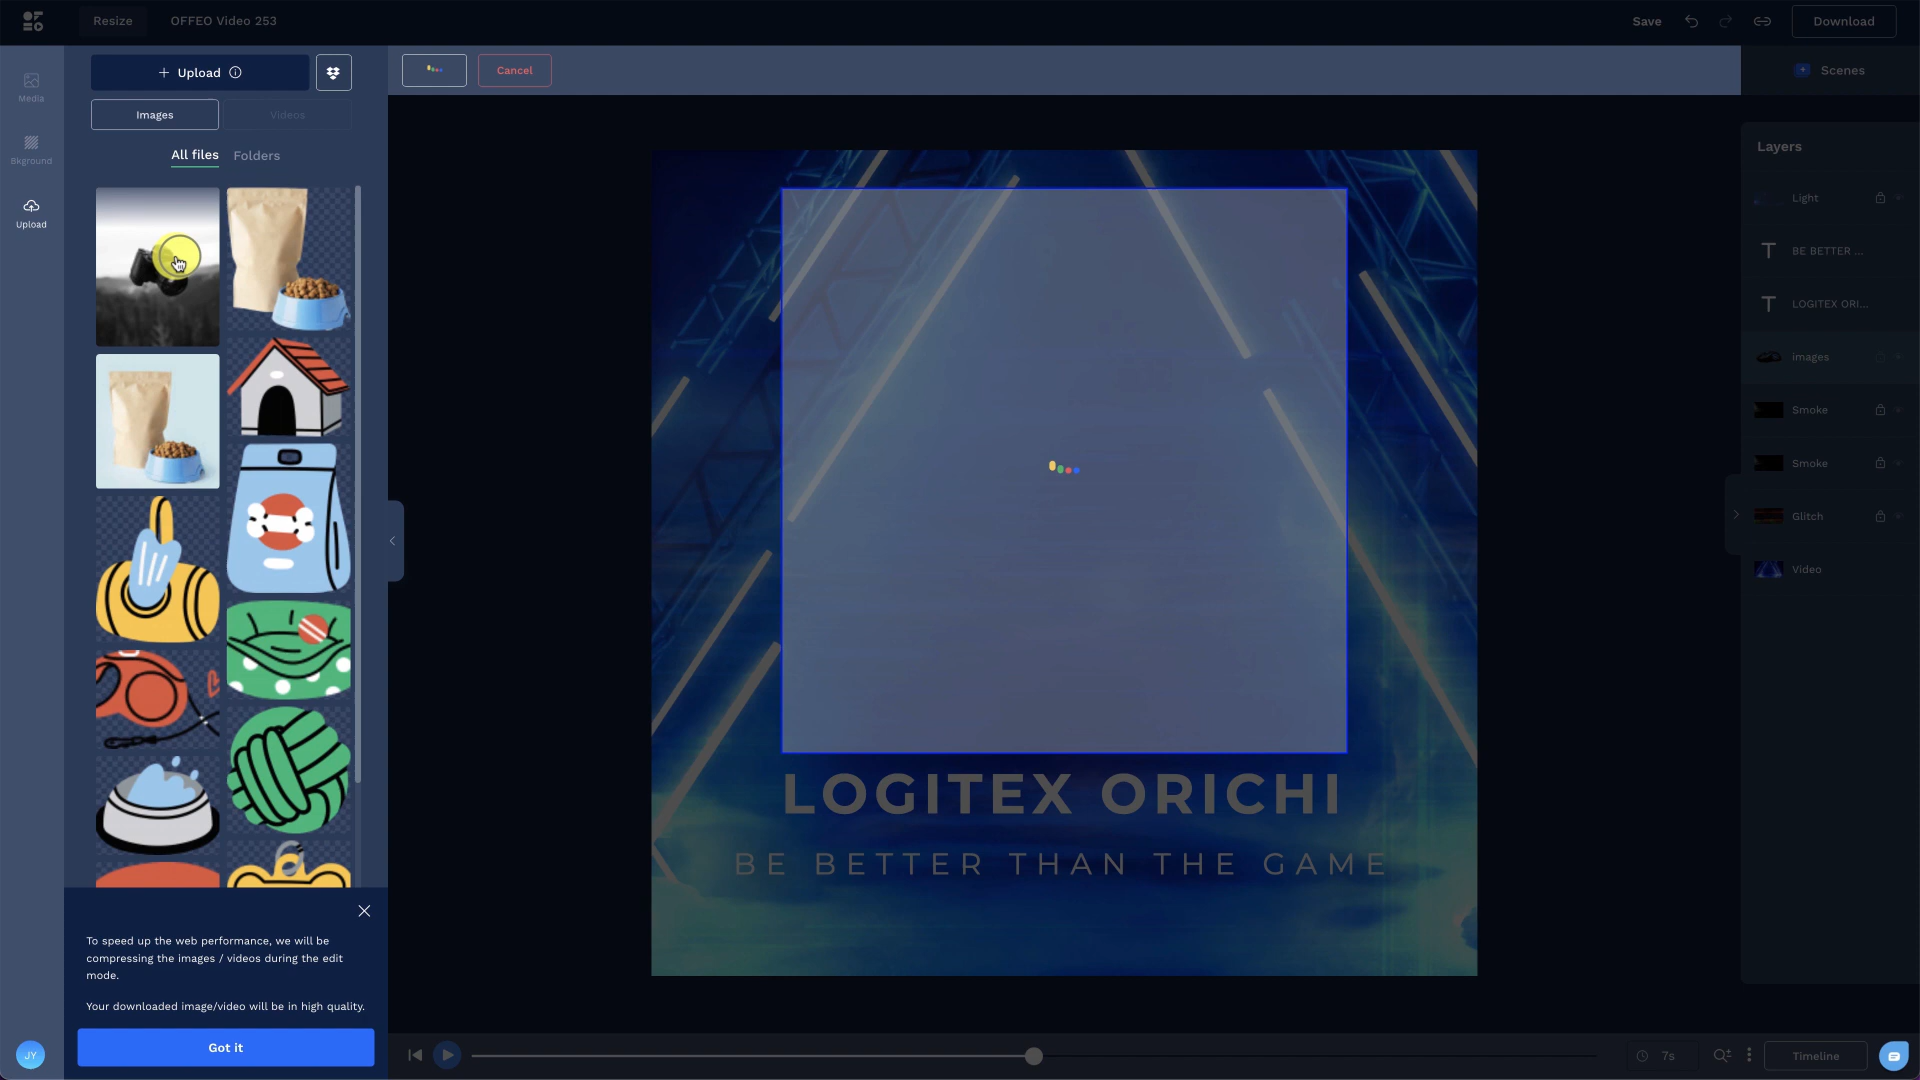 Resize
OFFEO Video 253
Save
Download
Media
Bkground
Upload
Upload
Images
Videos
All files
Folders
Cancel
Scenes
Layers
Light
BE BETTER ...
LOGITEX ORI...
images
Smoke
Smoke
Glitch
Video
LOGITEX ORICHI
BE BETTER THAN THE GAME
To speed up the web performance, we will be
compressing the images / videos during the edit
mode.
Your downloaded image/video will be in high quality.
Got it
JY
7s
Timeline